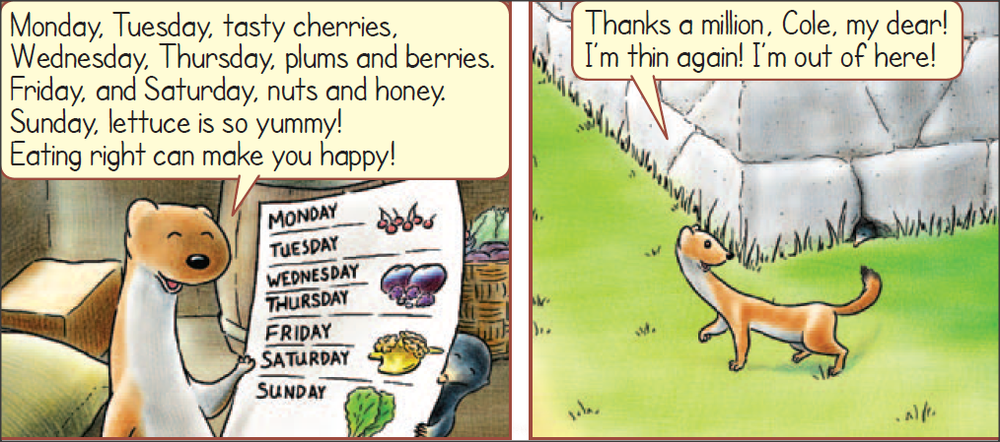 Monday, Tuesday, tasty cherries,
Wednesday, Thursday, plums and berries.
Friday, and Saturday, nuts and honey.
Sunday, lettuce is so yummy!
Eating right can make you happy!
MONDAY
TUESDAY
WEDNESDAY
THURSDAY
FRIDAY
SATURDAY
SUNDAY
Thanks a million, Cole, my dear!
I'm thin again! I'm out of here!